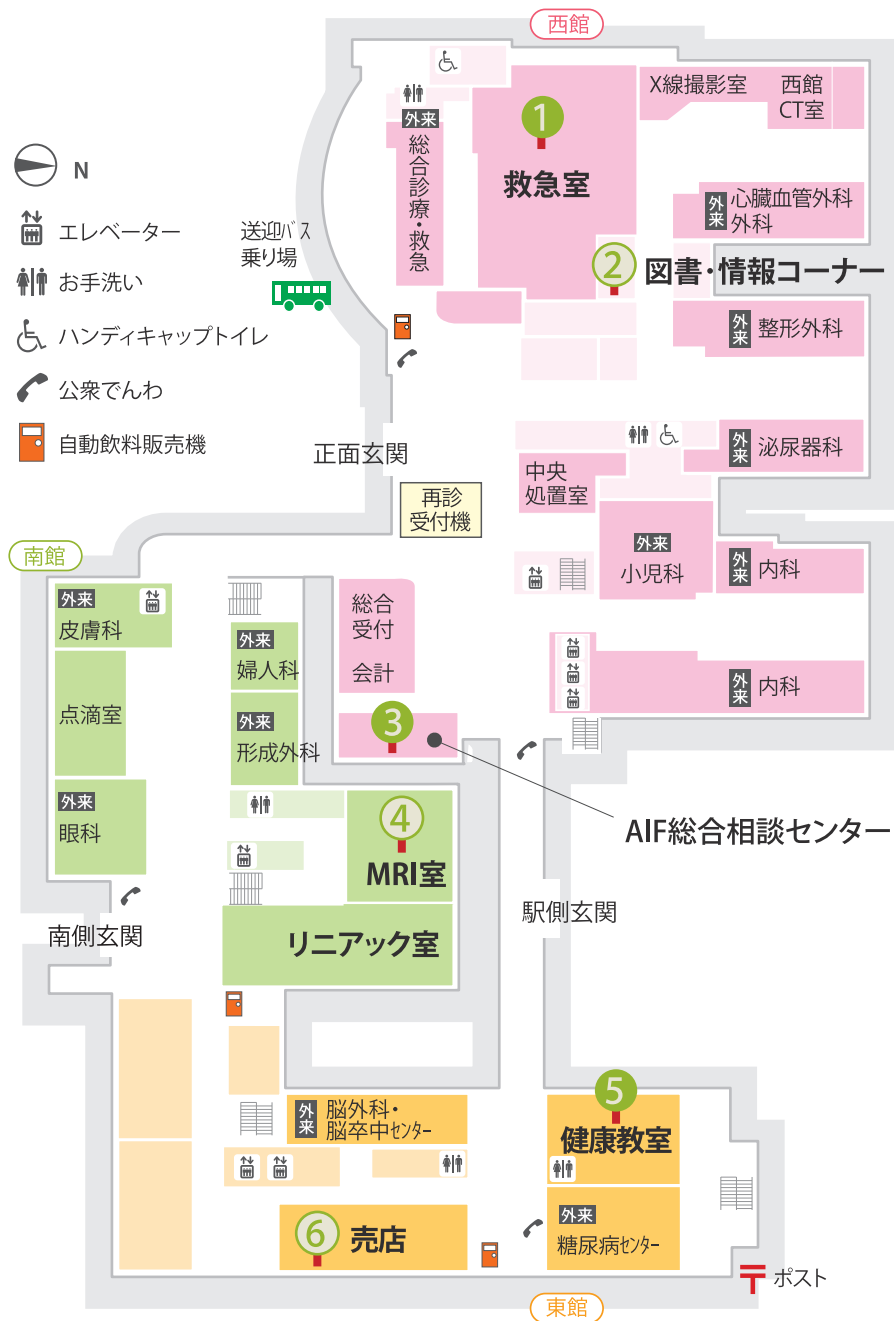 西館
1
X線撮影室
西館
CT室
外来
総合診療・救急
救急室
N
エレベーター
お手洗い
ハンディキャップトイレ
公衆でんわ
自動飲料販売機
送迎バス
乗り場
外来
心臓血管外科
外科
2
図書・情報コーナー
外来
整形外科
正面玄関
外来
泌尿器科
中央
処置室
再診
受付機
南館
外来
小児科
外来
内科
外来
皮膚科
総合
受付
会計
外来
婦人科
外来
内科
点滴室
外来
形成外科
3
AIF総合相談センター
外来
眼科
4
MRI室
南側玄関
リニアック室
駅側玄関
外来
脳外科・
脳卒中センター
5
健康教室
6
売店
外来
糖尿病センター
ポスト
東館